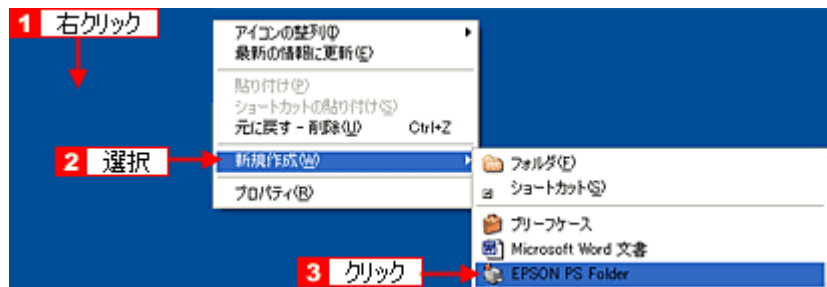 1 右クリック
アイコンの整列(I)
最新の情報に更新(E)
貼り付け(P)
ショートカットの貼り付け(S)
元に戻す - 削除(U) Ctrl+Z
2 選択
新規作成(W)
プロパティ(R)
フォルダ(F)
ショートカット(S)
ブリーフケース
Microsoft Word 文書
3 クリック
EPSON PS Folder